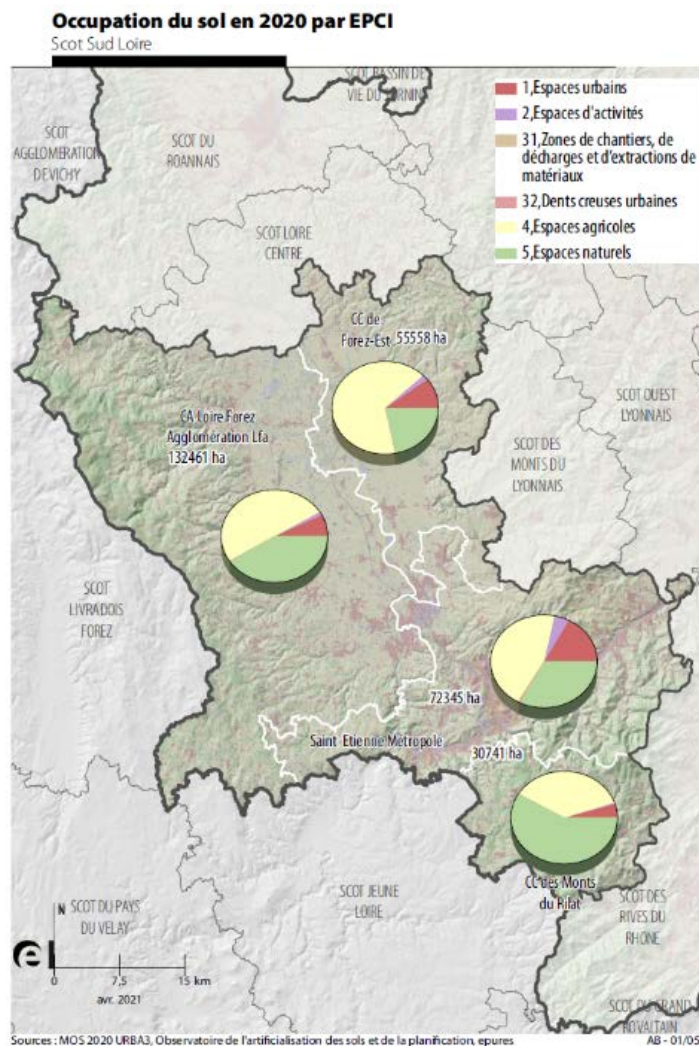 Occupation du sol en 2020 par EPCI
Scot Sud Loire
SCOT BASSIN DE
VIE DU SORNIN
1,Espaces urbains
2,Espaces d'activités
31,Zones de chantiers, de
décharges et d'extractions de
matériaux
32,Dents creuses urbaines
4,Espaces agricoles
5,Espaces naturels
SCOT
AGGLOMERATION
DE VICHY
SCOT DU
ROANNAIS
SCOT LOIRE
CENTRE
CC de
Forez-Est
55558 ha
SCOT OUEST
LYONNAIS
CA Loire Forez
Agglomération Lfa
132461 ha
SCOT DES
MONTS DU
LYONNAIS
SCOT
LIVRADOIS
FOREZ
72345 ha
Saint-Etienne Métropole
30741 ha
CC des Monts
du Pilat
SCOT JEUNE
LOIRE
SCOT DU PAYS
DU VELAY
SCOT DES
RIVES DU
RHÔNE
N
e
0 7,5 15 km
avr. 2021
SCOT DU GRAND
ROVALTAIN
Sources : MOS 2020 URBA3, Observatoire de l'artificialisation des sols et de la planification, epures